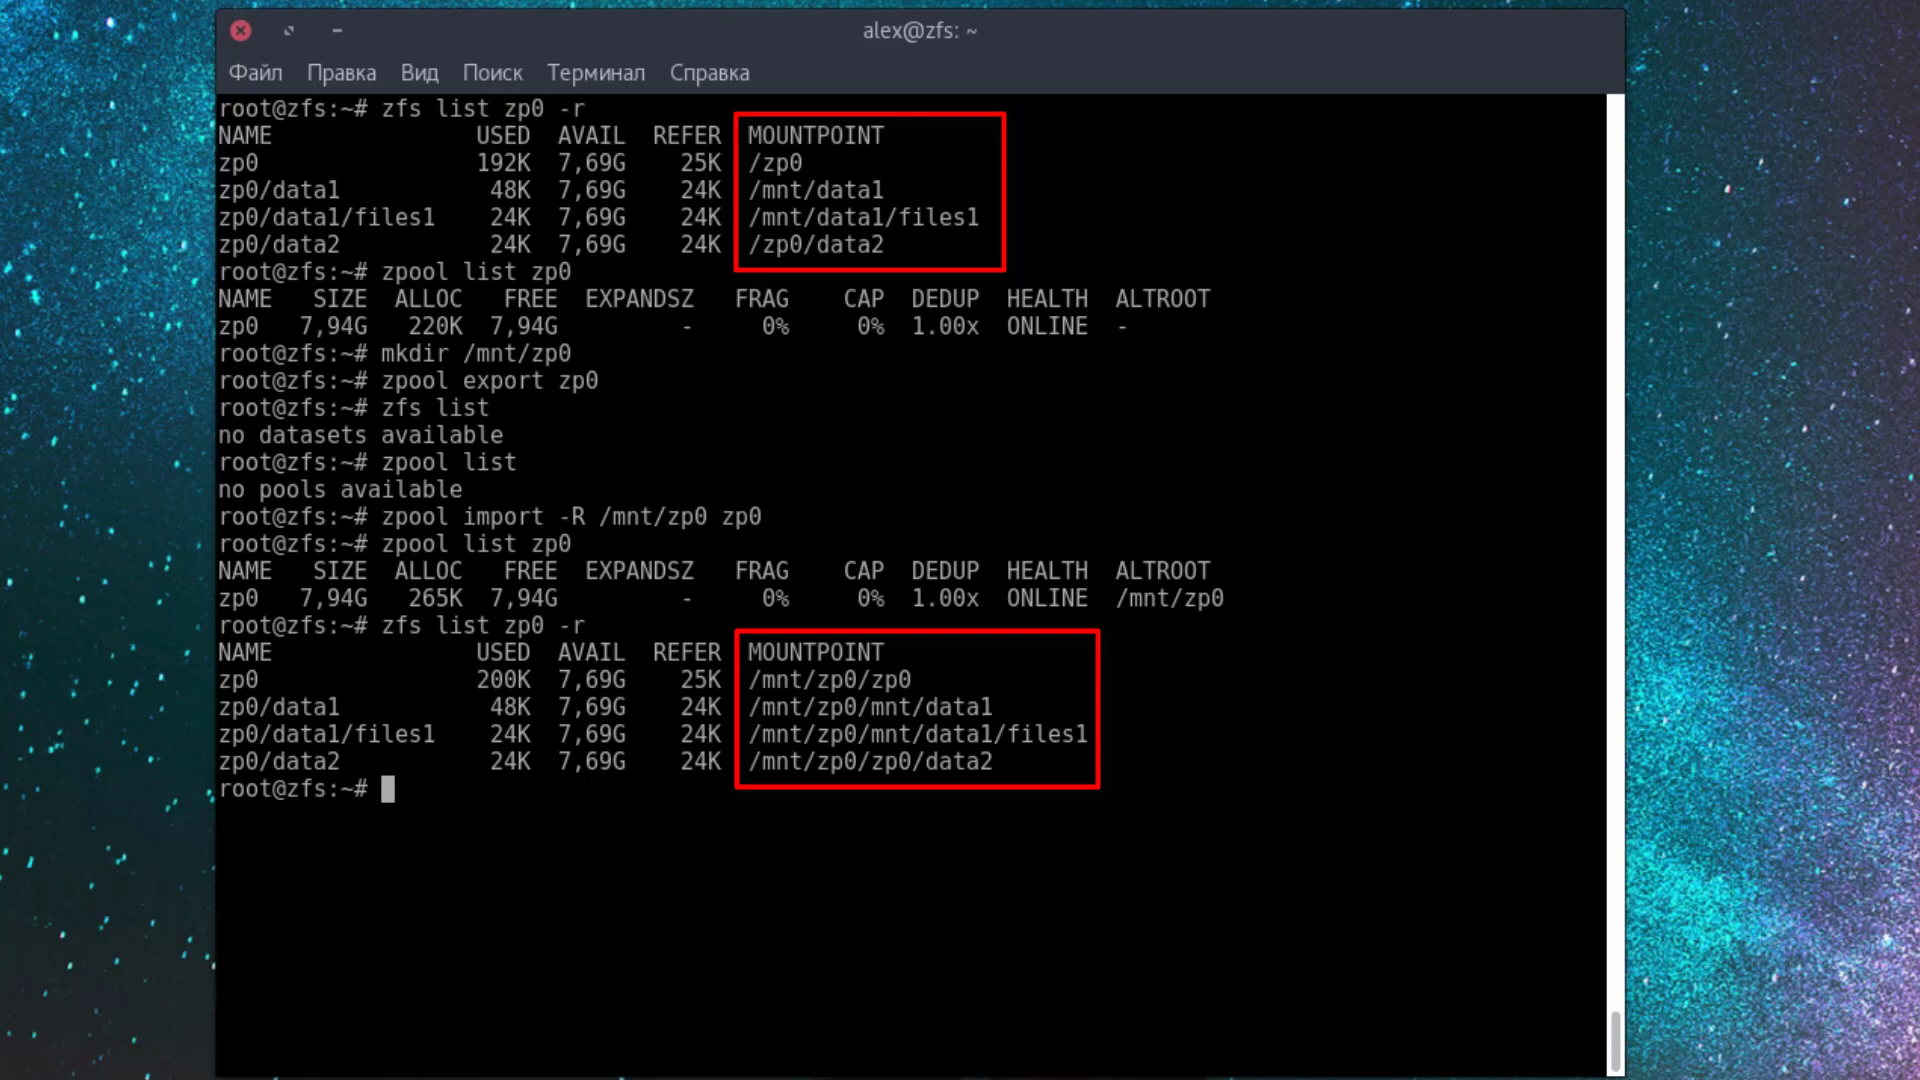 alex@zfs: ~
Файл Правка Вид Поиск Терминал Справка
root@zfs:~# zfs list zp0 -r
NAME USED AVAIL REFER MOUNTPOINT
zp0 192K 7,69G 25K /zp0
zp0/data1 48K 7,69G 24K /mnt/data1
zp0/data1/files1 24K 7,69G 24K /mnt/data1/files1
zp0/data2 24K 7,69G 24K /zp0/data2
root@zfs:~# zpool list zp0
NAME SIZE ALLOC FREE EXPANDSZ FRAG CAP DEDUP HEALTH ALTROOT
zp0 7,94G 220K 7,94G - 0% 0% 1.00x ONLINE -
root@zfs:~# mkdir /mnt/zp0
root@zfs:~# zpool export zp0
root@zfs:~# zfs list
no datasets available
root@zfs:~# zpool list
no pools available
root@zfs:~# zpool import -R /mnt/zp0 zp0
root@zfs:~# zpool list zp0
NAME SIZE ALLOC FREE EXPANDSZ FRAG CAP DEDUP HEALTH ALTROOT
zp0 7,94G 265K 7,94G - 0% 0% 1.00x ONLINE /mnt/zp0
root@zfs:~# zfs list zp0 -r
NAME USED AVAIL REFER MOUNTPOINT
zp0 200K 7,69G 25K /mnt/zp0/zp0
zp0/data1 48K 7,69G 24K /mnt/zp0/mnt/data1
zp0/data1/files1 24K 7,69G 24K /mnt/zp0/mnt/data1/files1
zp0/data2 24K 7,69G 24K /mnt/zp0/zp0/data2
root@zfs:~#